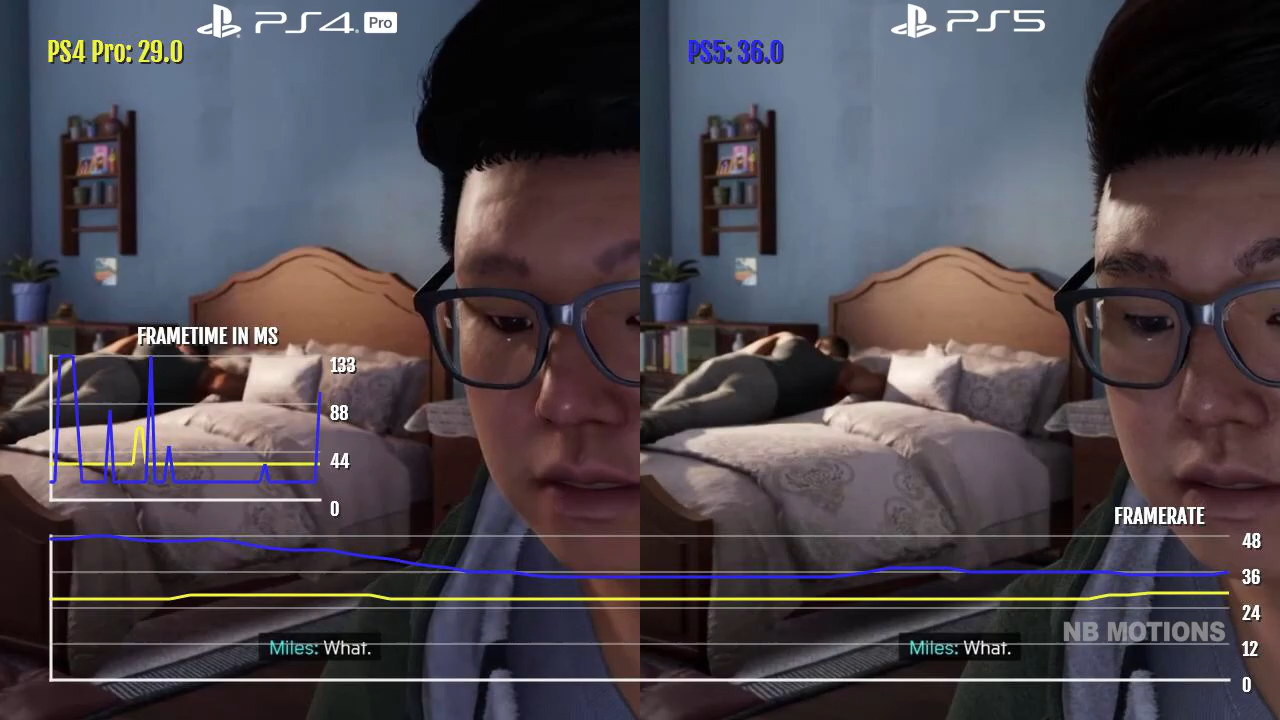 PS4 Pro
PS5
PS4 Pro: 29.0
PS5: 36.0
FRAMETIME IN MS
133
88
44
0
FRAMERATE
48
36
24
12
0
NB MOTIONS
Miles: What.
Miles: What.